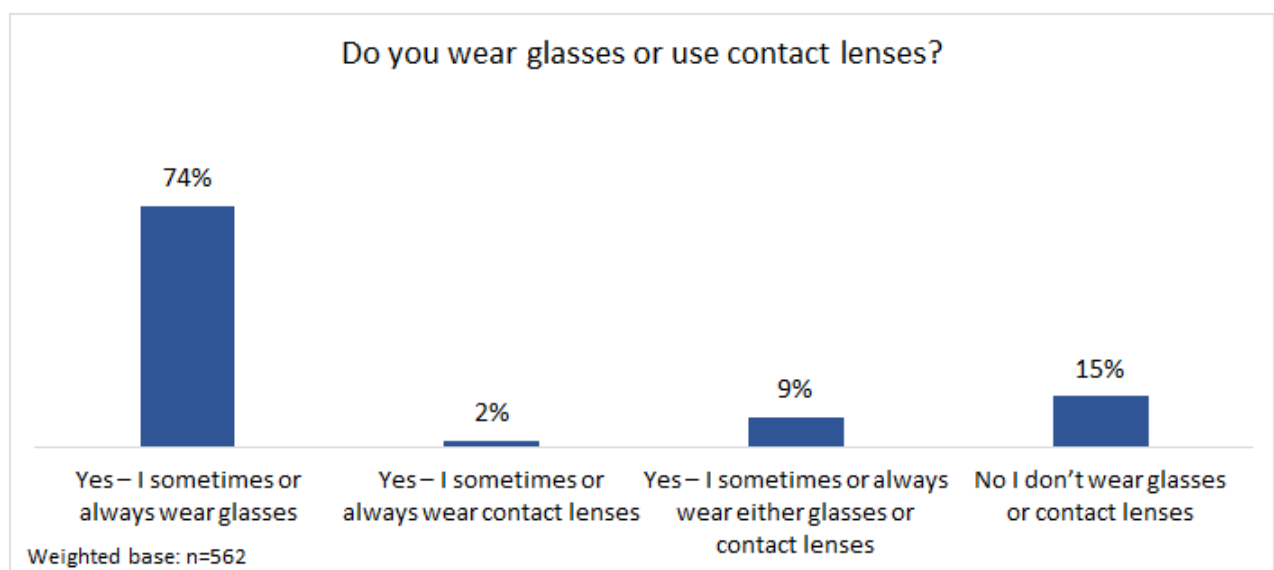 Do you wear glasses or use contact lenses?
74%
2%
9%
15%
Yes – I sometimes or
always wear glasses
Yes – I sometimes or
always wear contact lenses
Yes – I sometimes or always
wear either glasses or
contact lenses
No I don’t wear glasses
or contact lenses
Weighted base: n=562